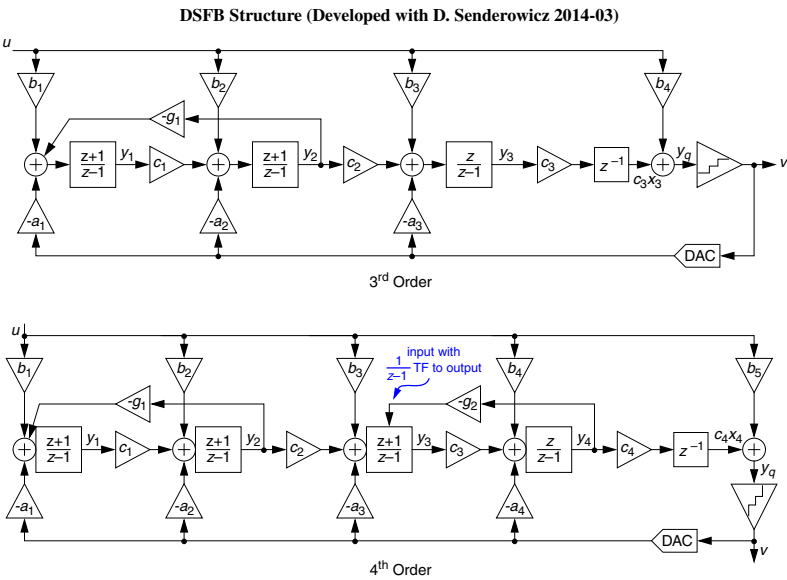 DSFB Structure (Developed with D. Senderowicz 2014-03)
u
b1 b2 b3 b4
-g1
z+1
z–1
y1
c1
z+1
z–1
y2
c2
z
z–1
y3
c3
z–1
c3x3
yq
v
-a1 -a2 -a3
DAC
3rd Order
u
b1 b2 b3 b4 b5
input with
1
z–1
TF to output
-g1 -g2
z+1
z–1
y1
c1
z+1
z–1
y2
c2
z+1
z–1
y3
c3
z
z–1
y4
c4
z–1
c4x4
yq
-a1 -a2 -a3 -a4
DAC
v
4th Order